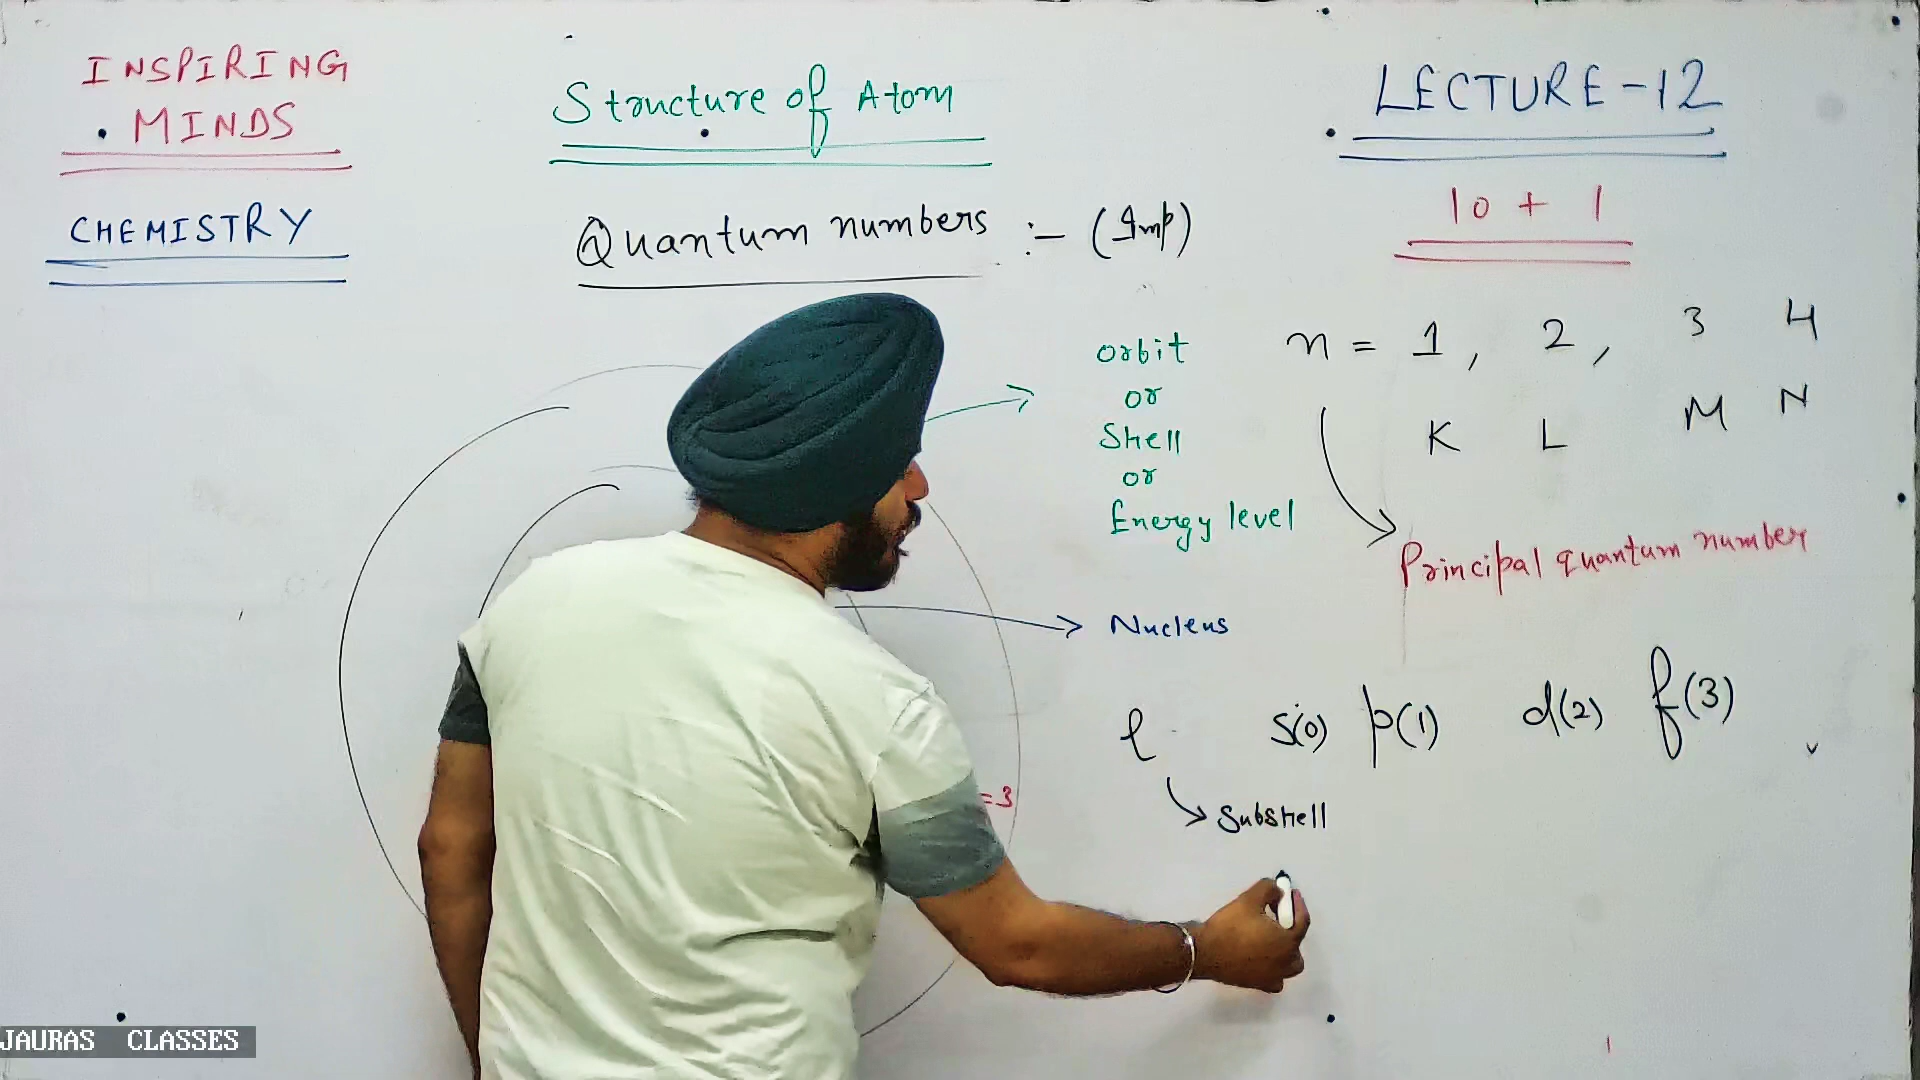 INSPIRING
MINDS
CHEMISTRY
Structure of Atom
Quantum numbers :- (Imp)
LECTURE-12
10 + 1
orbit
or
Shell
or
Energy level
n = 1, 2, 3 4
K L M N
Principal quantum number
Nucleus
l s(0) p(1) d(2) f(3)
Subshell
=3
JAURAS CLASSES